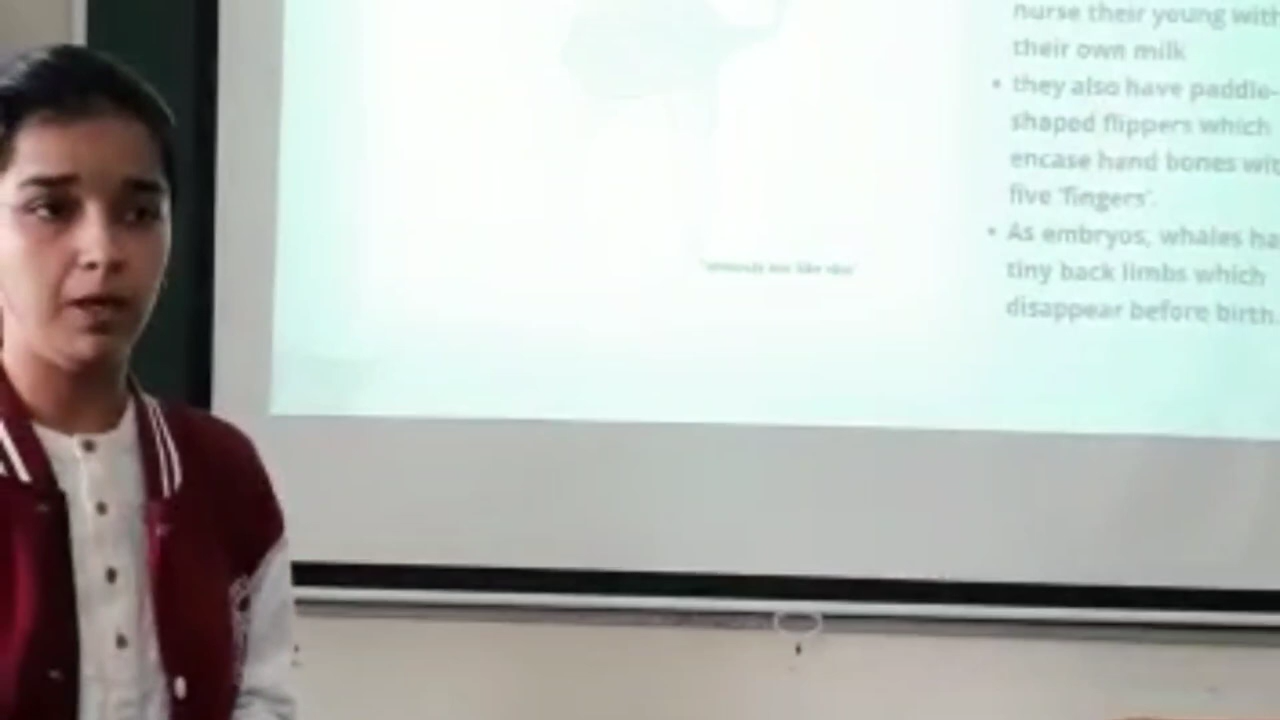 nurse their young with
their own milk
• they also have paddle-
shaped flippers which
encase hand bones wit
five 'fingers'.
• As embryos, whales ha
tiny back limbs which
disappear before birth.